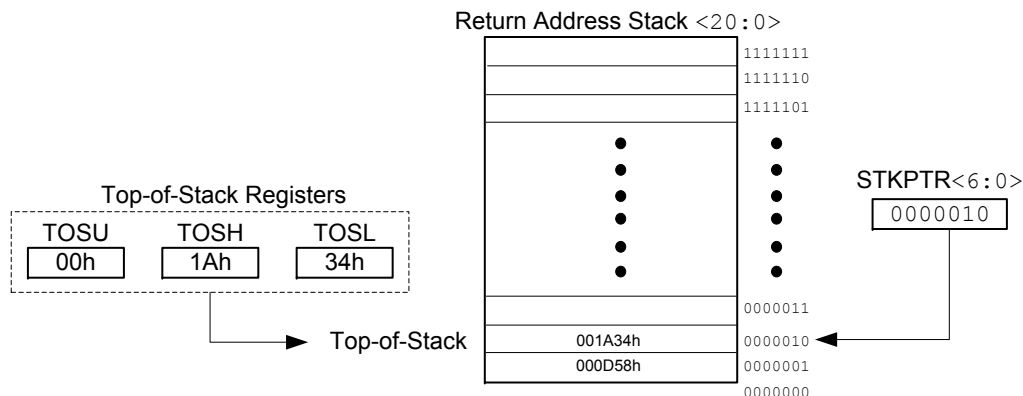 Return Address Stack <20:0>
1111111
1111110
1111101
STKPTR<6:0>
0000010
Top-of-Stack Registers
TOSU TOSH TOSL
00h 1Ah 34h
0000011
Top-of-Stack 001A34h 0000010
000D58h 0000001
0000000